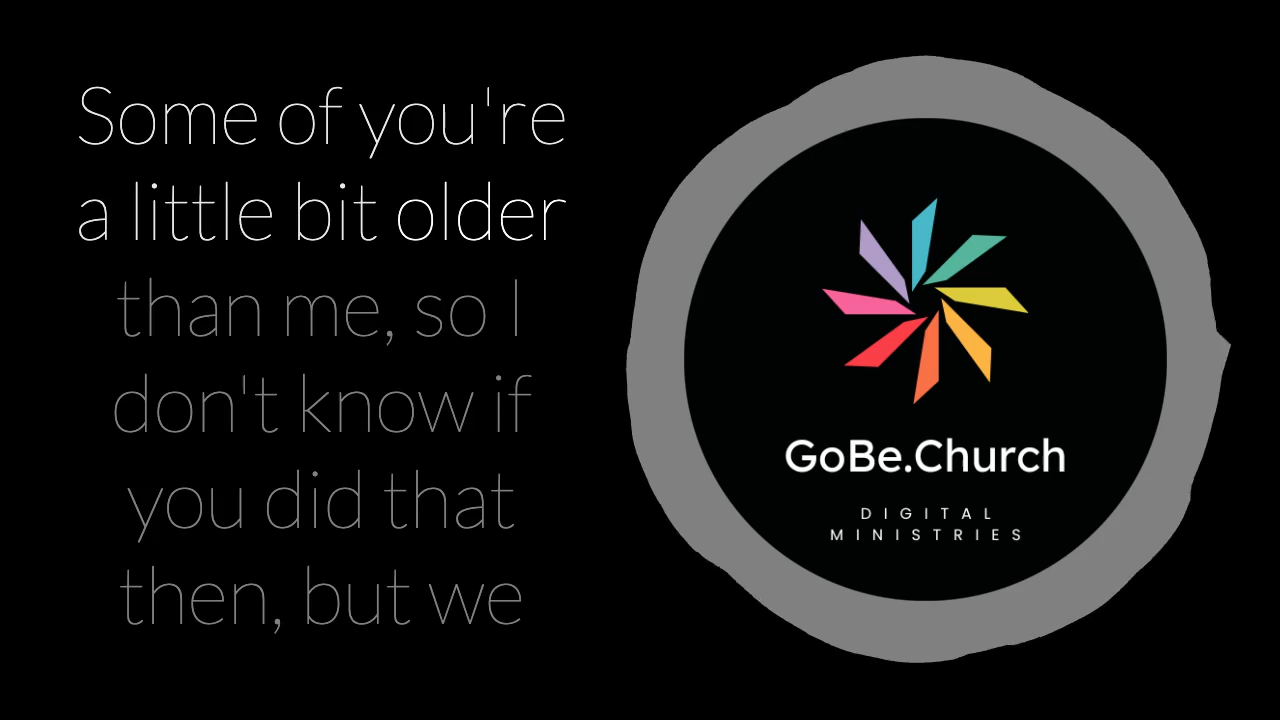 Some of you're
a little bit older
than me, so I
don't know if
you did that
then, but we
GoBe.Church
DIGITAL
MINISTRIES